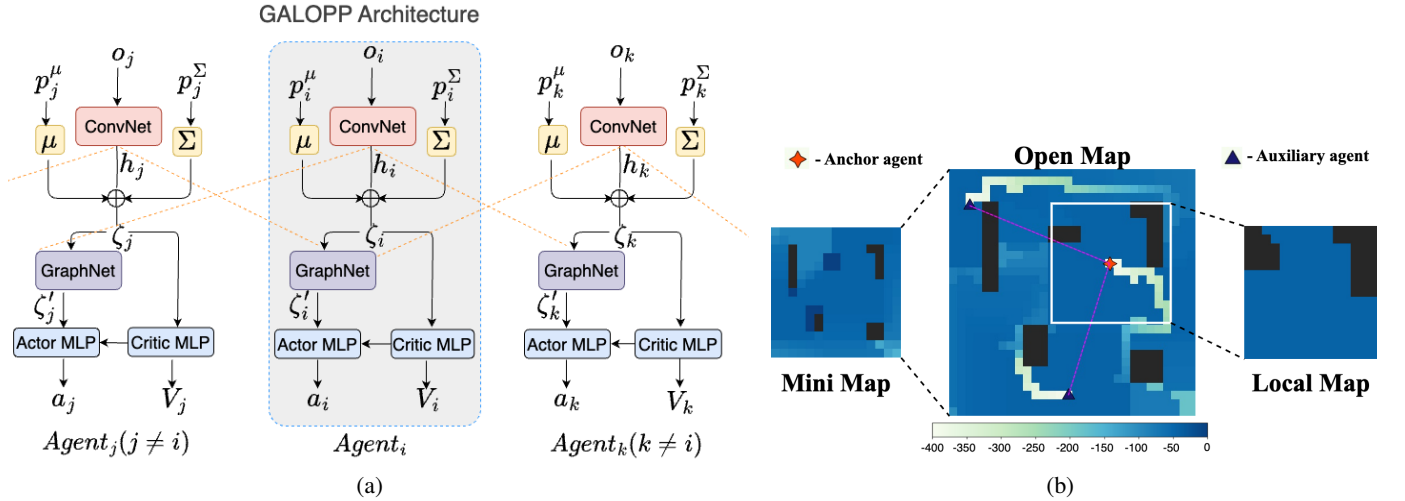 GALOPP Architecture
o_j
p_j^μ
p_j^Σ
ConvNet
μ
Σ
h_j
ζ_j
GraphNet
ζ_j′
Actor MLP
Critic MLP
a_j
V_j
Agent_j(j ≠ i)
o_i
p_i^μ
p_i^Σ
ConvNet
μ
Σ
h_i
ζ_i
GraphNet
ζ_i′
Actor MLP
Critic MLP
a_i
V_i
Agent_i
o_k
p_k^μ
p_k^Σ
ConvNet
μ
Σ
h_k
ζ_k
GraphNet
ζ_k′
Actor MLP
Critic MLP
a_k
V_k
Agent_k(k ≠ i)
(a)
- Anchor agent
Open Map
- Auxiliary agent
Mini Map
Local Map
-400 -350 -300 -250 -200 -150 -100 -50 0
(b)